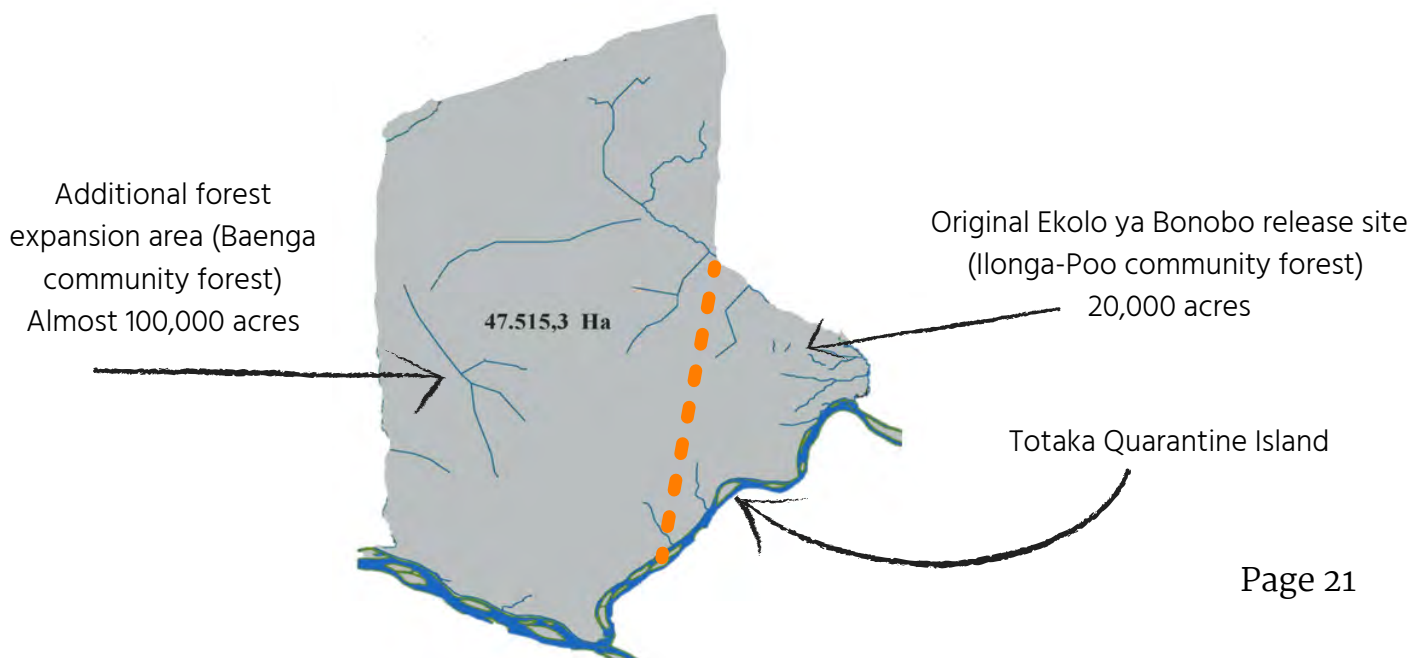 Additional forest
expansion area (Baenga
community forest)
Almost 100,000 acres
47.515,3 Ha
Original Ekolo ya Bonobo release site
(Ilonga-Poo community forest)
20,000 acres
Totaka Quarantine Island
Page 21